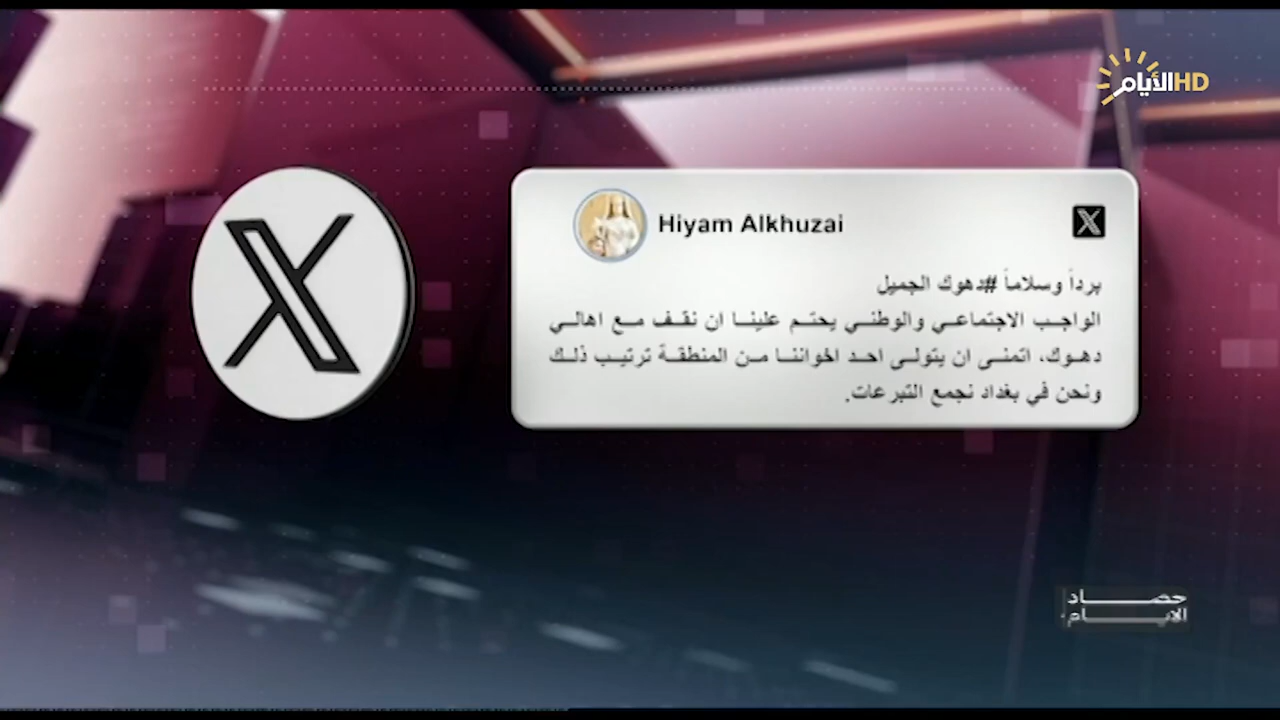 الأيام HD
Hiyam Alkhuzai
برداً وسلاماً #دهوك الجميل
الواجب الاجتماعي والوطني يحتم علينا ان نقف مع اهالي
دهوك، اتمنى ان يتولى احد اخواننا من المنطقة ترتيب ذلك
ونحن في بغداد نجمع التبرعات.
حصاد
الايام